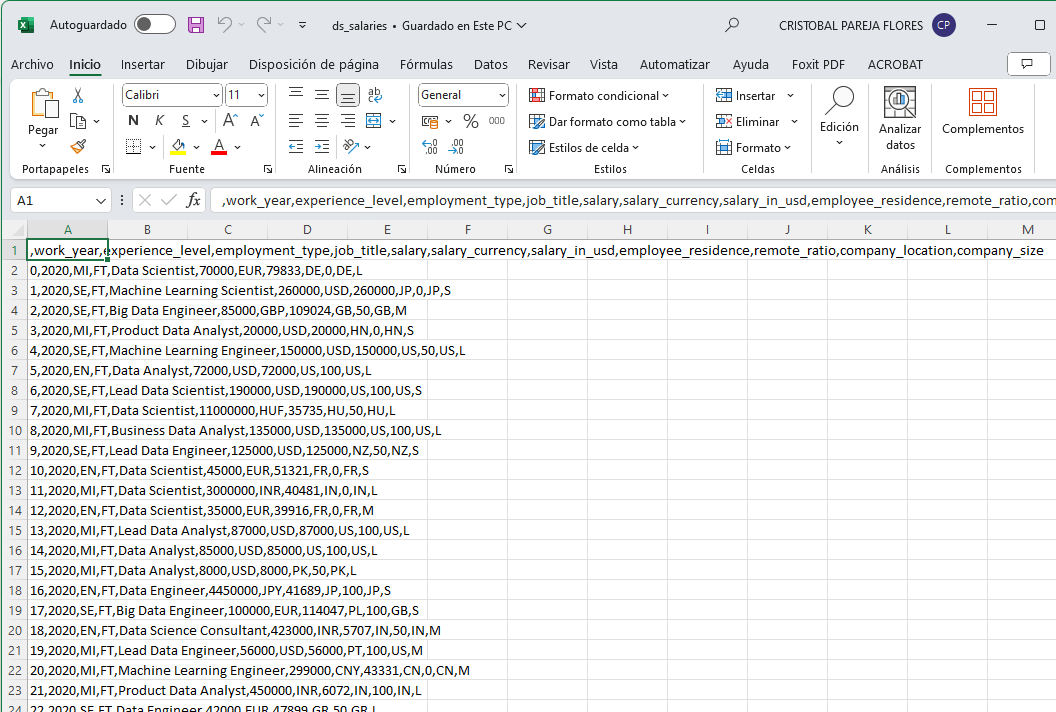 Autoguardado ds_salaries • Guardado en Este PC CRISTOBAL PAREJA FLORES CP
Archivo Inicio Insertar Dibujar Disposición de página Fórmulas Datos Revisar Vista Automatizar Ayuda Foxit PDF ACROBAT
Pegar
Calibri 11
N K S A A A
ab
General
% 000
Formato condicional
Dar formato como tabla
Estilos de celda
Insertar
Eliminar
Formato
Edición
Analizar datos
Complementos
Portapapeles Fuente Alineación Número Estilos Celdas Análisis Complementos
A1 fx ,work_year,experience_level,employment_type,job_title,salary,salary_currency,salary_in_usd,employee_residence,remote_ratio,com
A B C D E F G H I J K L M
1 ,work_year,experience_level,employment_type,job_title,salary,salary_currency,salary_in_usd,employee_residence,remote_ratio,company_location,company_size
2 0,2020,MI,FT,Data Scientist,70000,EUR,79833,DE,0,DE,L
3 1,2020,SE,FT,Machine Learning Scientist,260000,USD,260000,JP,0,JP,S
4 2,2020,SE,FT,Big Data Engineer,85000,GBP,109024,GB,50,GB,M
5 3,2020,MI,FT,Product Data Analyst,20000,USD,20000,HN,0,HN,S
6 4,2020,SE,FT,Machine Learning Engineer,150000,USD,150000,US,50,US,L
7 5,2020,EN,FT,Data Analyst,72000,USD,72000,US,100,US,L
8 6,2020,SE,FT,Lead Data Scientist,190000,USD,190000,US,100,US,S
9 7,2020,MI,FT,Data Scientist,11000000,HUF,35735,HU,50,HU,L
10 8,2020,MI,FT,Business Data Analyst,135000,USD,135000,US,100,US,L
11 9,2020,SE,FT,Lead Data Engineer,125000,USD,125000,NZ,50,NZ,S
12 10,2020,EN,FT,Data Scientist,45000,EUR,51321,FR,0,FR,S
13 11,2020,MI,FT,Data Scientist,3000000,INR,40481,IN,0,IN,L
14 12,2020,EN,FT,Data Scientist,35000,EUR,39916,FR,0,FR,M
15 13,2020,MI,FT,Lead Data Analyst,87000,USD,87000,US,100,US,L
16 14,2020,MI,FT,Data Analyst,85000,USD,85000,US,100,US,L
17 15,2020,MI,FT,Data Analyst,8000,USD,8000,PK,50,PK,L
18 16,2020,EN,FT,Data Engineer,4450000,JPY,41689,JP,100,JP,S
19 17,2020,SE,FT,Big Data Engineer,100000,EUR,114047,PL,100,GB,S
20 18,2020,EN,FT,Data Science Consultant,423000,INR,5707,IN,50,IN,M
21 19,2020,MI,FT,Lead Data Engineer,56000,USD,56000,PT,100,US,M
22 20,2020,MI,FT,Machine Learning Engineer,299000,CNY,43331,CN,0,CN,M
23 21,2020,MI,FT,Product Data Analyst,450000,INR,6072,IN,100,IN,L
24 22,2020,SE,FT,Data Engineer,42000,EUR,47899,GR,50,GR,L